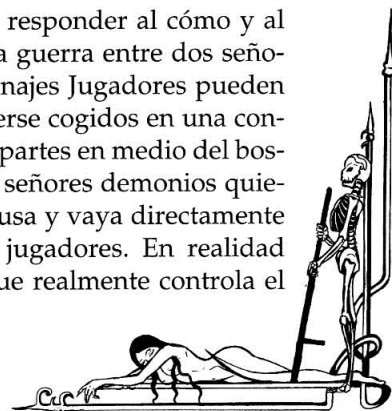 responder al cómo y al
a guerra entre dos seño-
najes Jugadores pueden
erse cogidos en una con-
partes en medio del bos-
señores demonios quie-
usa y vaya directamente
jugadores. En realidad
ue realmente controla el